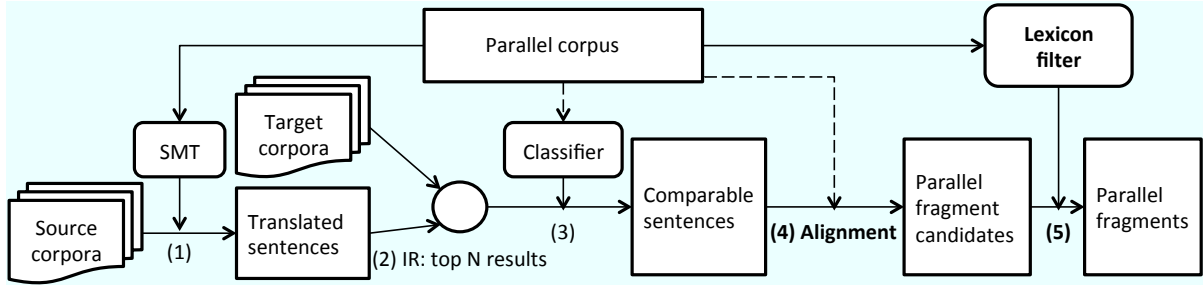 Parallel corpus
Lexicon
filter
Target
corpora
SMT
Classifier
Source
corpora
(1)
Translated
sentences
(2) IR: top N results
(3)
Comparable
sentences
(4) Alignment
Parallel
fragment
candidates
(5)
Parallel
fragments